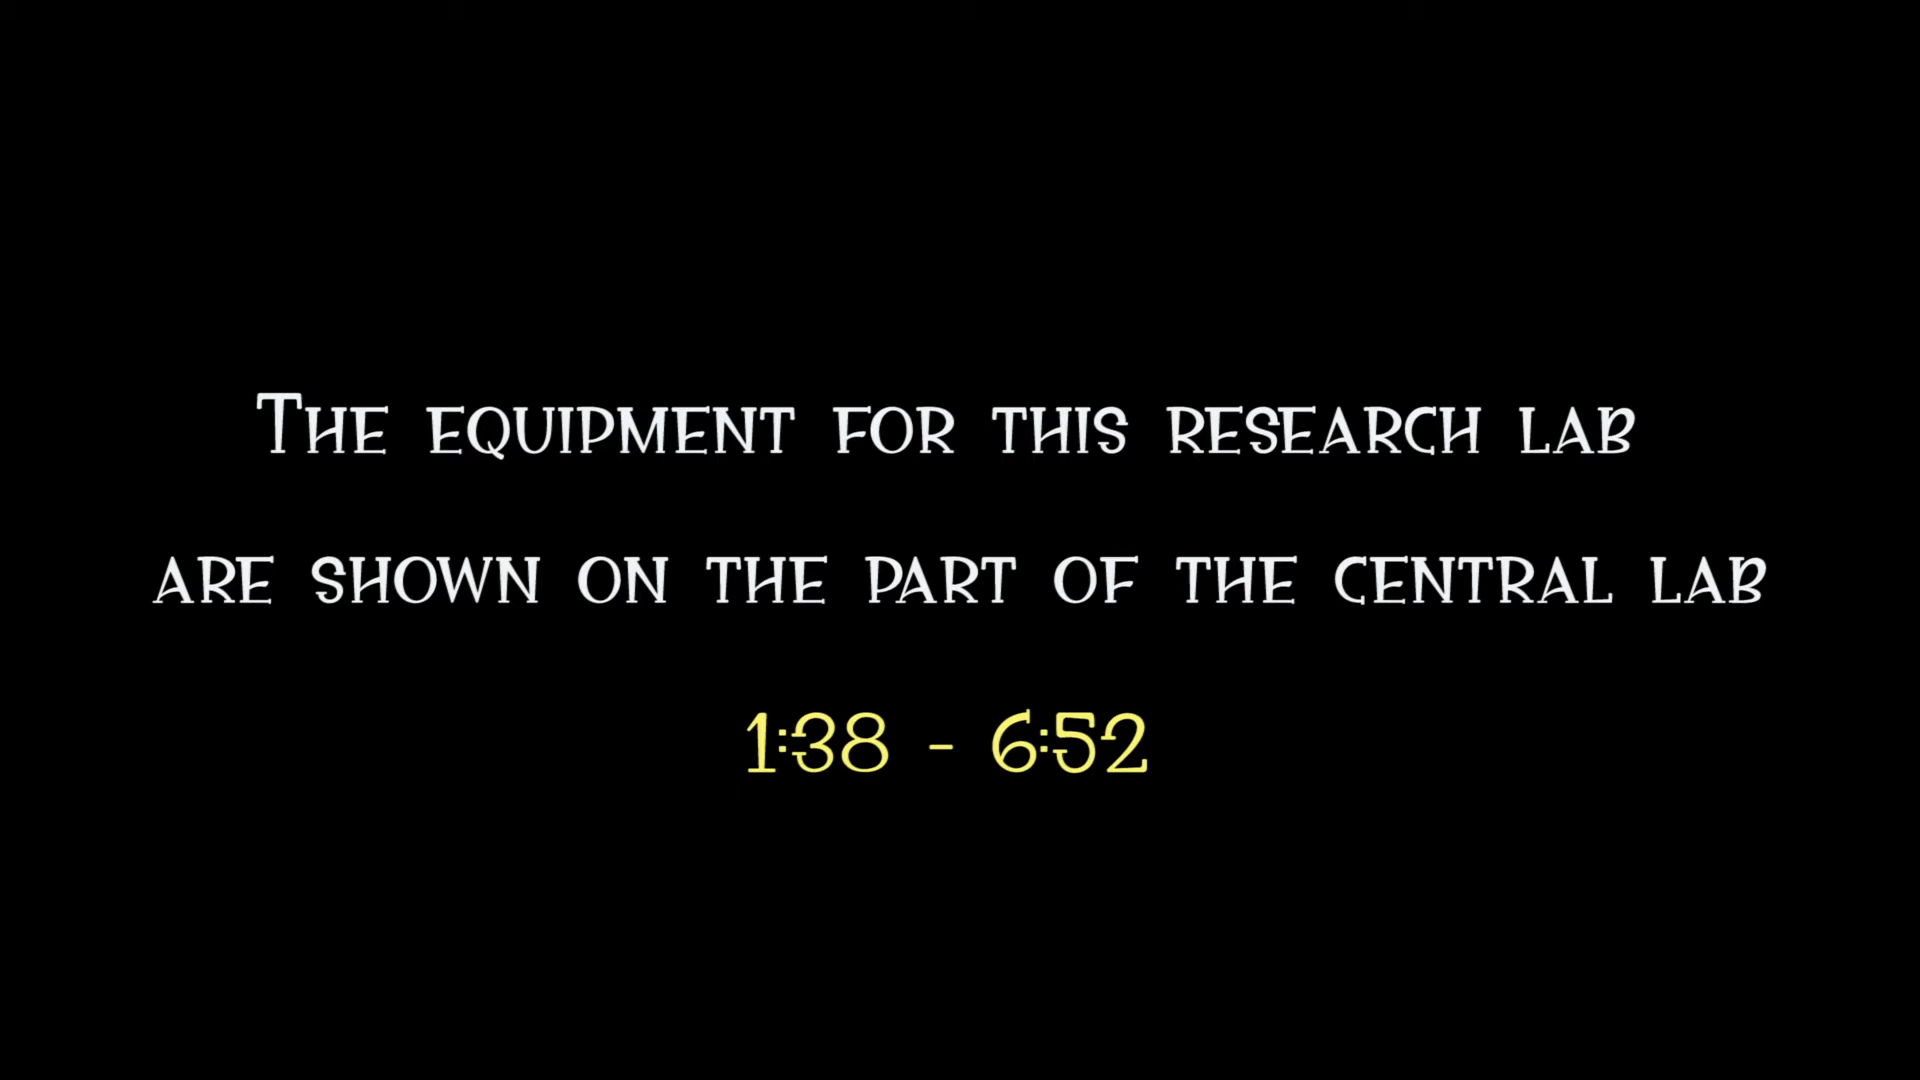 The equipment for this research lab
are shown on the part of the central lab
1:38 - 6:52